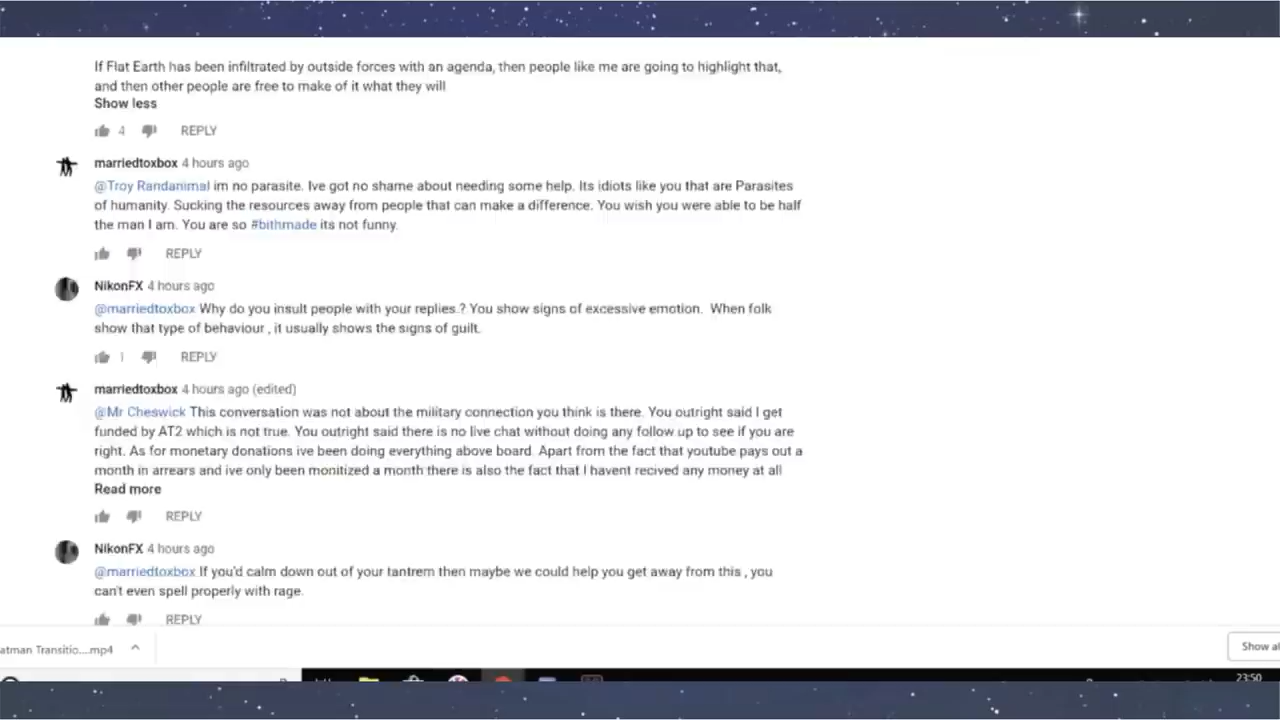 If Flat Earth has been infiltrated by outside forces with an agenda, then people like me are going to highlight that,
and then other people are free to make of it what they will
Show less
4 REPLY
marriedtoxbox 4 hours ago
@Troy Randanimal im no parasite. Ive got no shame about needing some help. Its idiots like you that are Parasites
of humanity. Sucking the resources away from people that can make a difference. You wish you were able to be half
the man I am. You are so #bithmade its not funny.
REPLY
NikonFX 4 hours ago
@marriedtoxbox Why do you insult people with your replies.? You show signs of excessive emotion. When folk
show that type of behaviour , it usually shows the signs of guilt.
1 REPLY
marriedtoxbox 4 hours ago (edited)
@Mr Cheswick This conversation was not about the military connection you think is there. You outright said I get
funded by AT2 which is not true. You outright said there is no live chat without doing any follow up to see if you are
right. As for monetary donations ive been doing everything above board. Apart from the fact that youtube pays out a
month in arrears and ive only been monitized a month there is also the fact that I havent recived any money at all
Read more
REPLY
NikonFX 4 hours ago
@marriedtoxbox If you'd calm down out of your tantrem then maybe we could help you get away from this , you
can't even spell properly with rage.
REPLY
atman Transitio....mp4
Show al
23:50